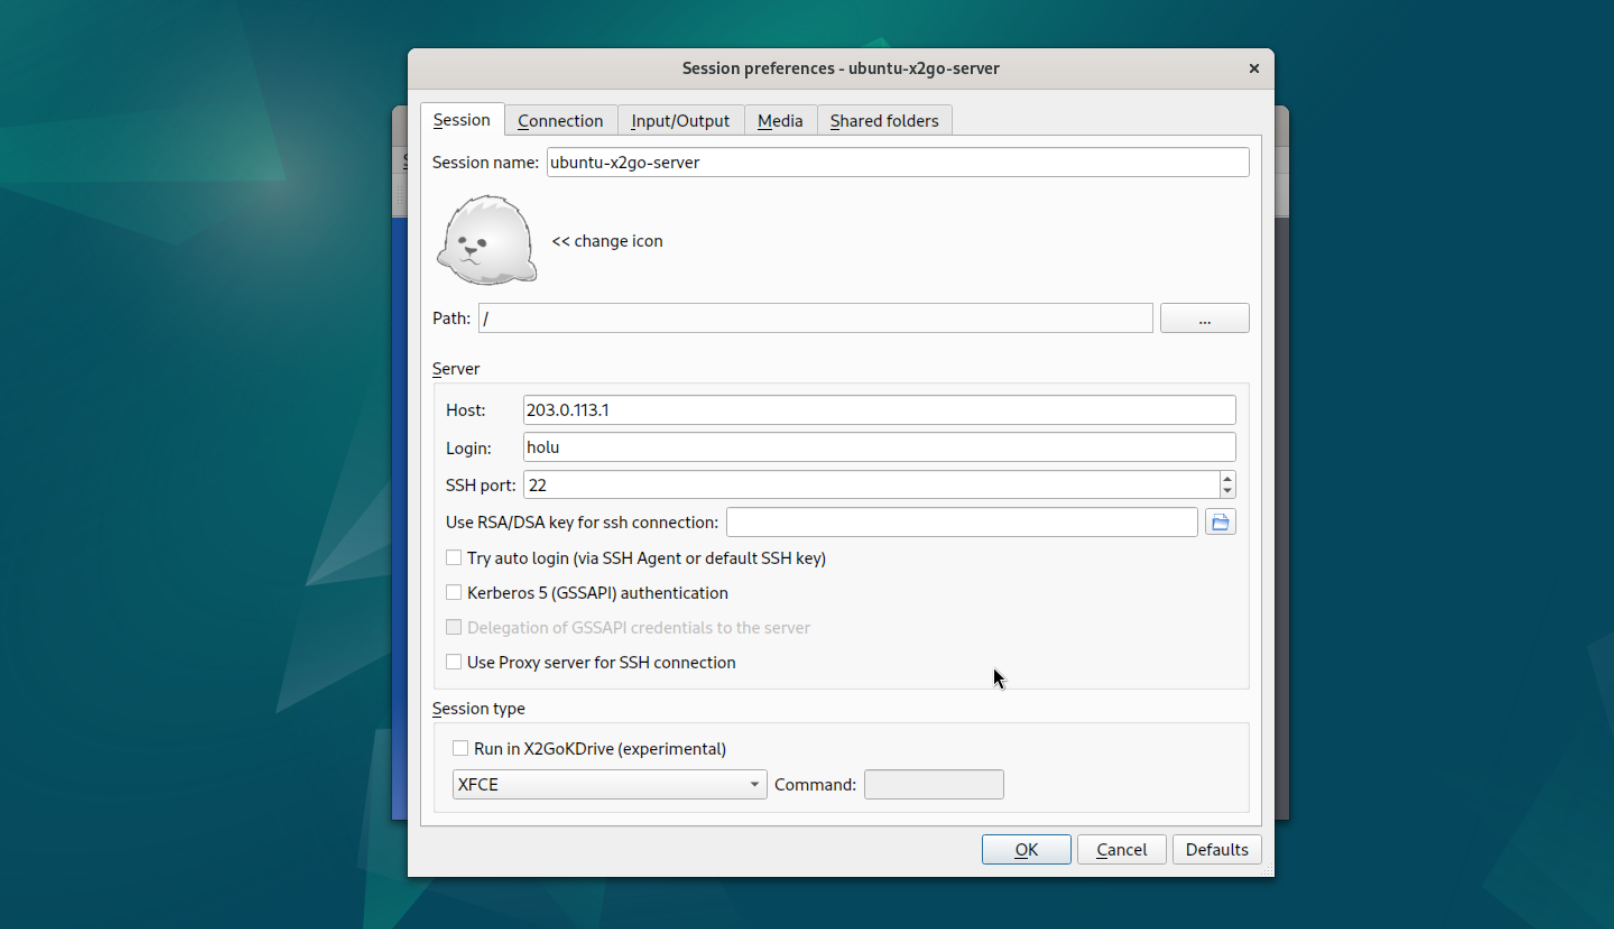 Session preferences - ubuntu-x2go-server
Session Connection Input/Output Media Shared folders
Session name: ubuntu-x2go-server
<< change icon
Path: / ...
Server
Host: 203.0.113.1
Login: holu
SSH port: 22
Use RSA/DSA key for ssh connection:
Try auto login (via SSH Agent or default SSH key)
Kerberos 5 (GSSAPI) authentication
Delegation of GSSAPI credentials to the server
Use Proxy server for SSH connection
Session type
Run in X2GoKDrive (experimental)
XFCE Command:
OK Cancel Defaults